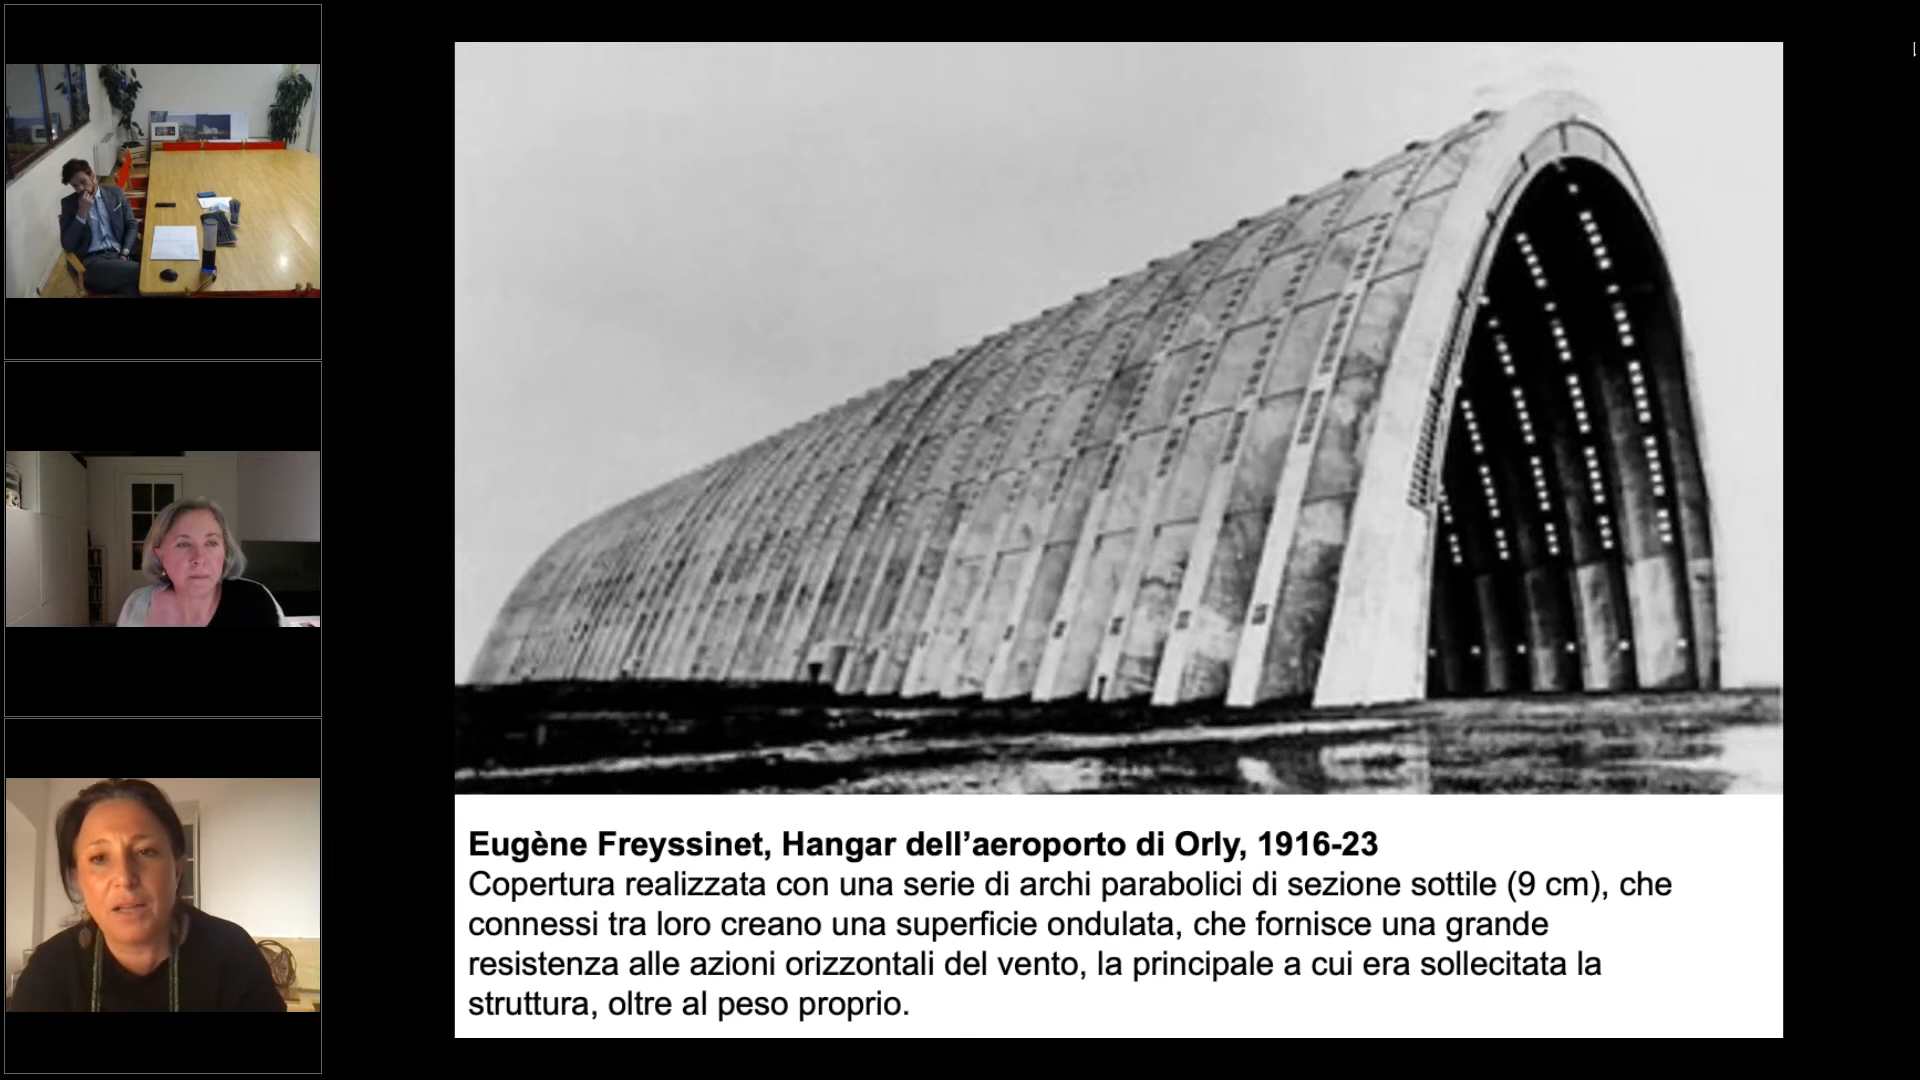 Eugène Freyssinet, Hangar dell’aeroporto di Orly, 1916-23
Copertura realizzata con una serie di archi parabolici di sezione sottile (9 cm), che
connessi tra loro creano una superficie ondulata, che fornisce una grande
resistenza alle azioni orizzontali del vento, la principale a cui era sollecitata la
struttura, oltre al peso proprio.